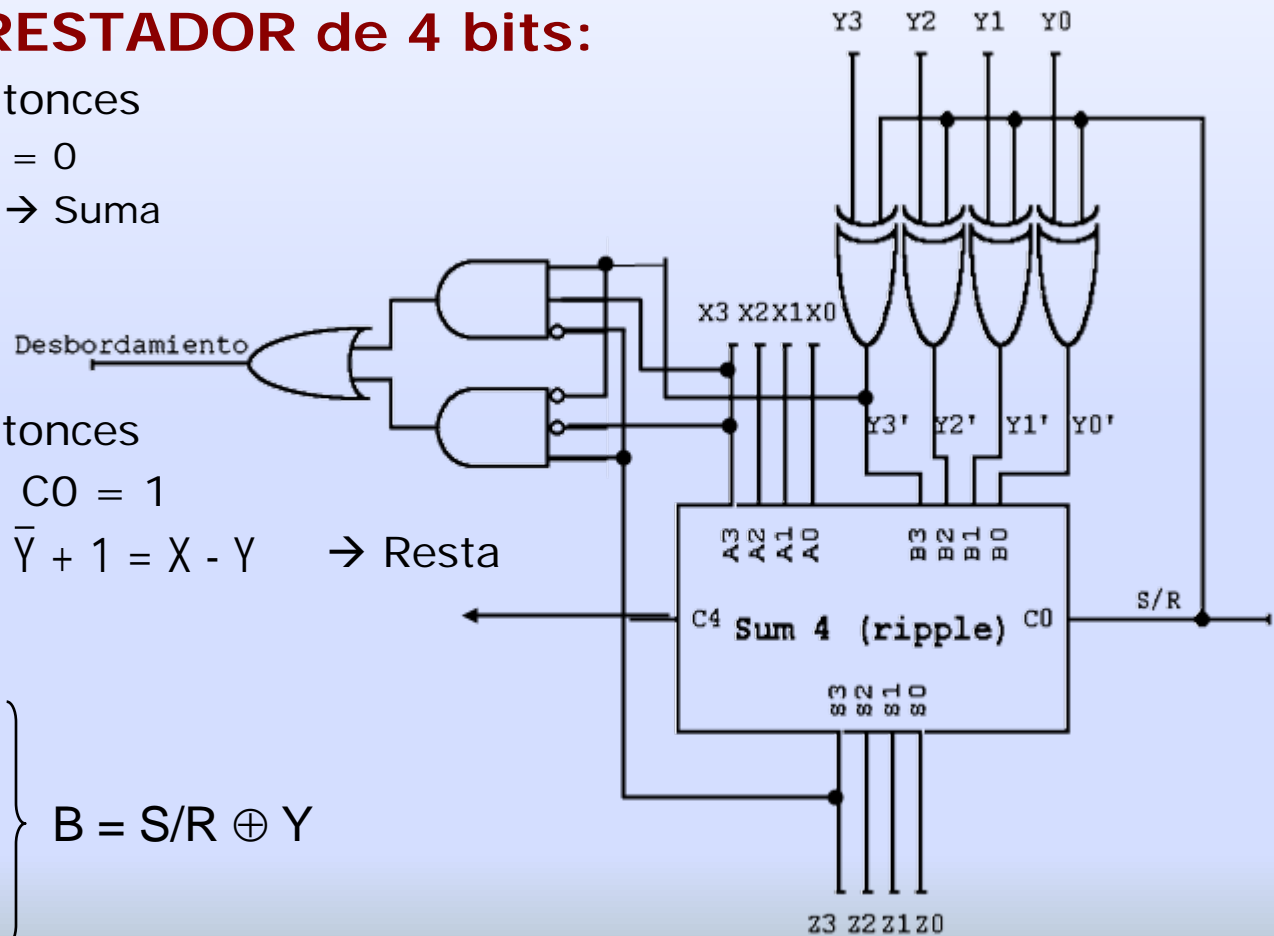 RESTADOR de 4 bits:
tonces
= 0
→ Suma
tonces
C0 = 1
Y̅ + 1 = X - Y → Resta
B = S/R ⊕ Y
Y3 Y2 Y1 Y0
X3 X2 X1 X0
Desbordamiento
Y3' Y2' Y1' Y0'
A3 A2 A1 A0 B3 B2 B1 B0
S/R
C4 Sum 4 (ripple) C0
S3 S2 S1 S0
Z3 Z2 Z1 Z0